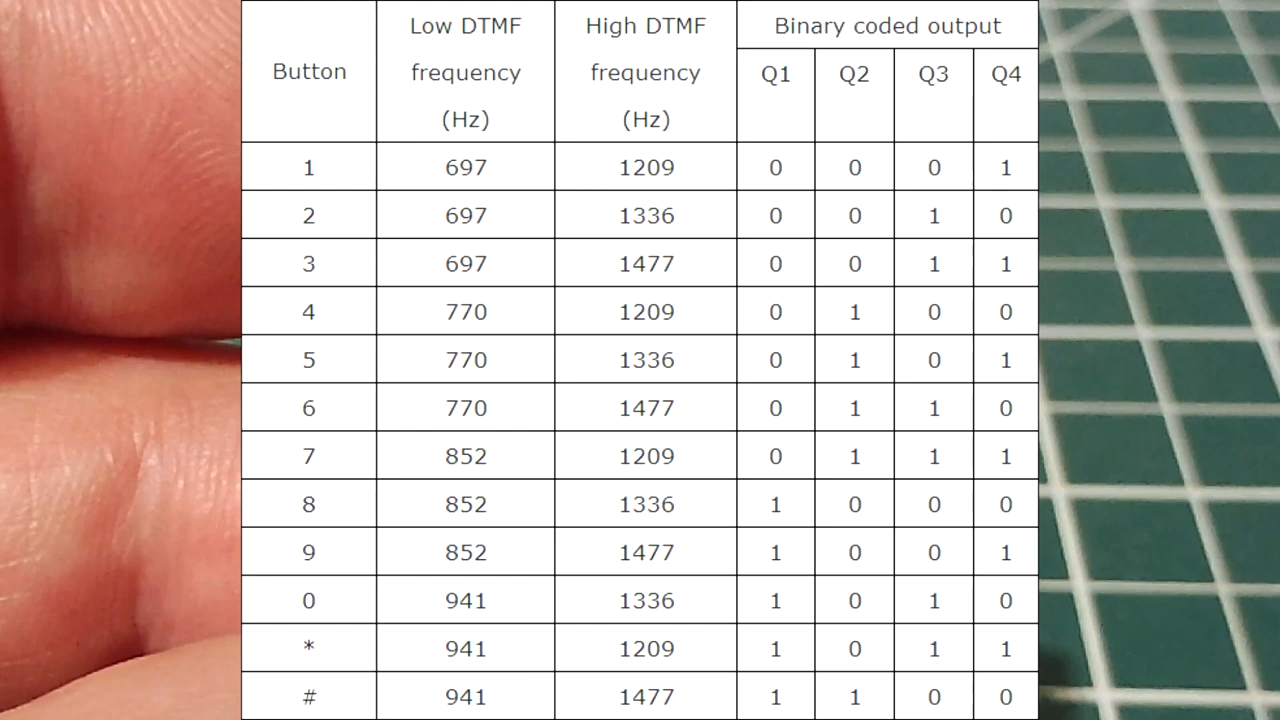 Button Low DTMF frequency (Hz) High DTMF frequency (Hz) Binary coded output
Q1 Q2 Q3 Q4
1 697 1209 0 0 0 1
2 697 1336 0 0 1 0
3 697 1477 0 0 1 1
4 770 1209 0 1 0 0
5 770 1336 0 1 0 1
6 770 1477 0 1 1 0
7 852 1209 0 1 1 1
8 852 1336 1 0 0 0
9 852 1477 1 0 0 1
0 941 1336 1 0 1 0
* 941 1209 1 0 1 1
# 941 1477 1 1 0 0